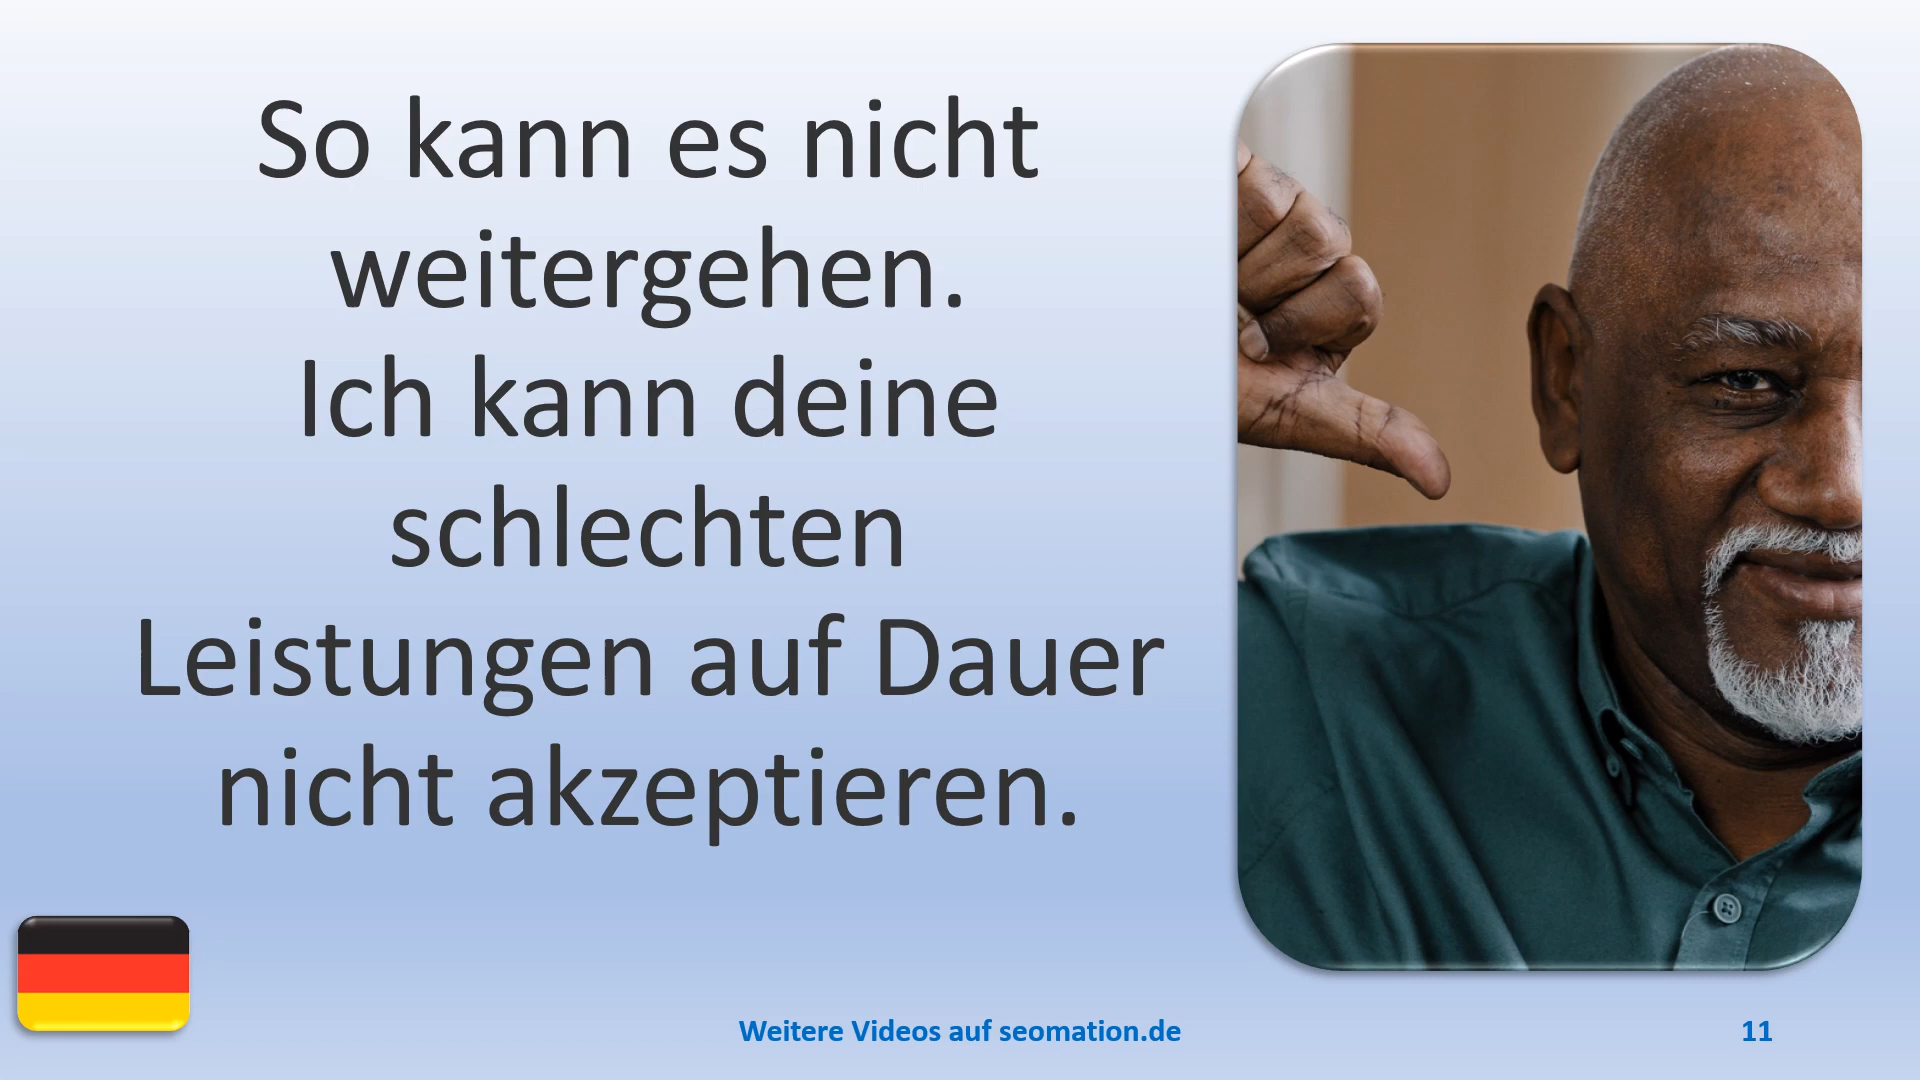 So kann es nicht
weitergehen.
Ich kann deine
schlechten
Leistungen auf Dauer
nicht akzeptieren.
Weitere Videos auf seomation.de
11